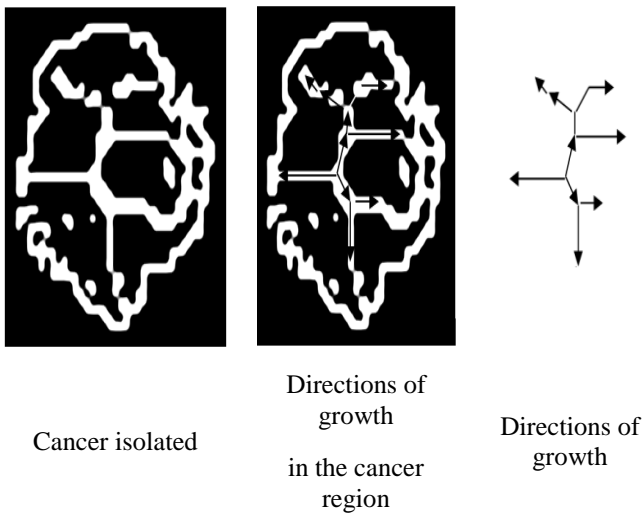 Cancer isolated
Directions of
growth
in the cancer
region
Directions of
growth